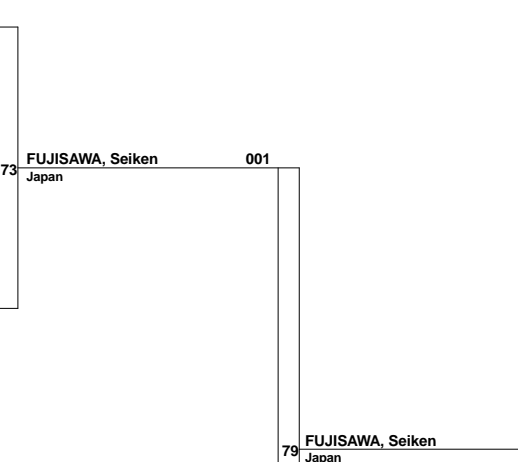 FUJISAWA, Seiken 001
73
Japan
FUJISAWA, Seiken
79
Japan